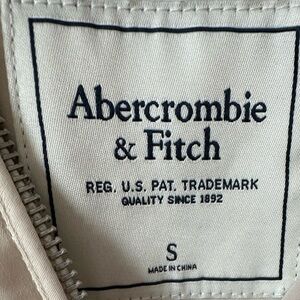 Abercrombie
& Fitch
REG. U.S. PAT. TRADEMARK
QUALITY SINCE 1892
S
MADE IN CHINA